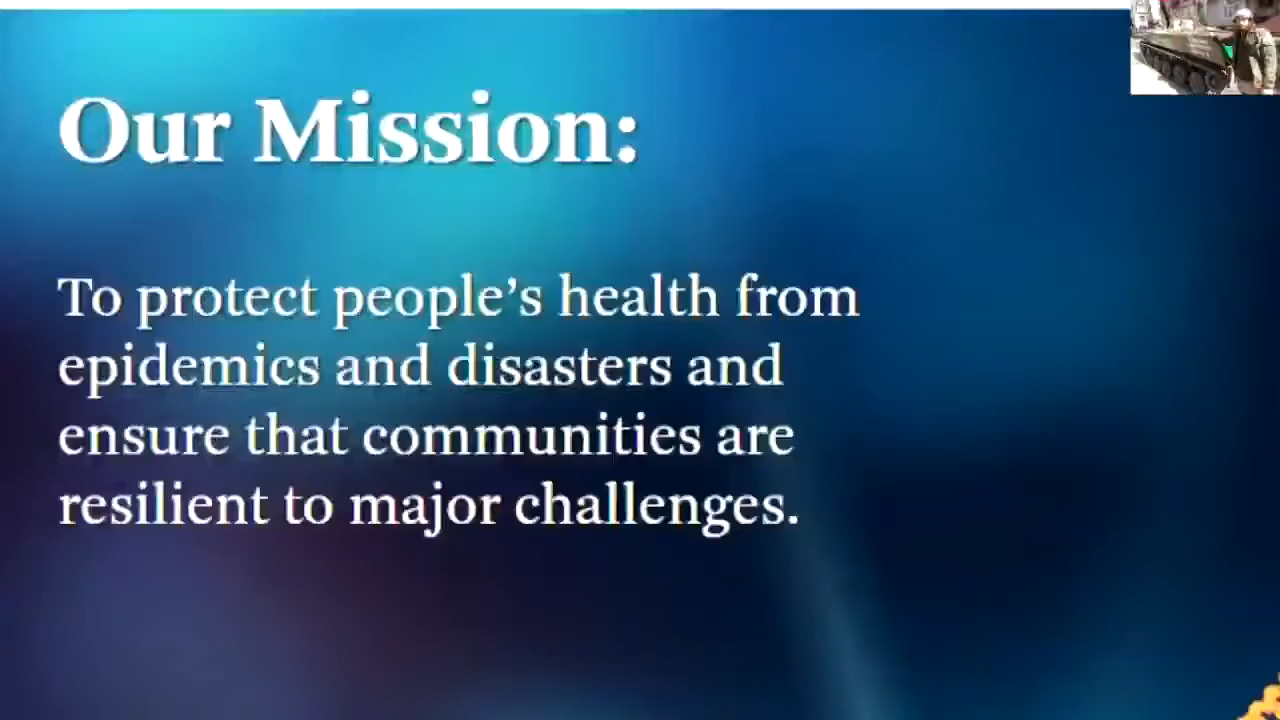 Our Mission:
To protect people’s health from
epidemics and disasters and
ensure that communities are
resilient to major challenges.